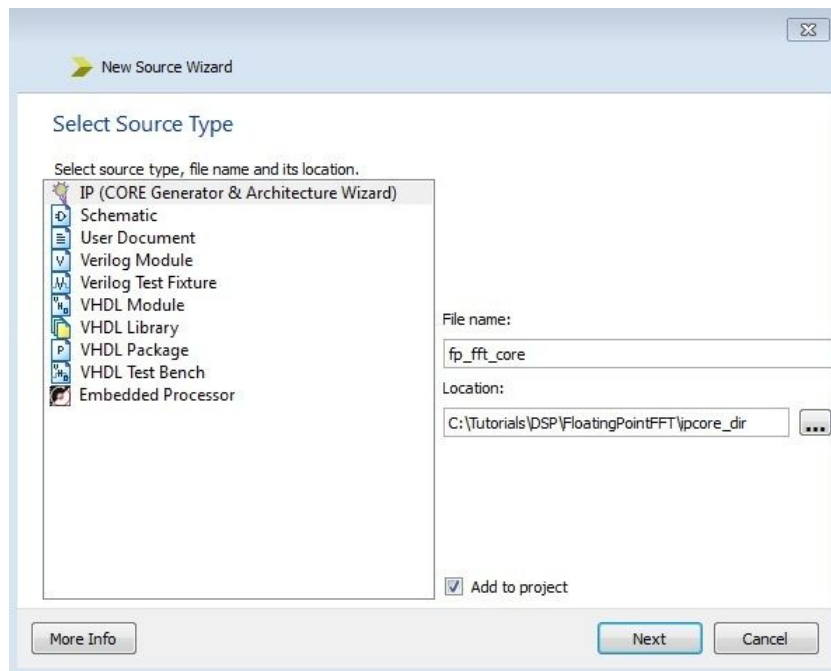 New Source Wizard
Select Source Type
Select source type, file name and its location.
IP (CORE Generator & Architecture Wizard)
Schematic
User Document
Verilog Module
Verilog Test Fixture
VHDL Module
VHDL Library
VHDL Package
VHDL Test Bench
Embedded Processor
File name:
fp_fft_core
Location:
C:\Tutorials\DSP\FloatingPointFFT\ipcore_dir
...
Add to project
More Info
Next
Cancel